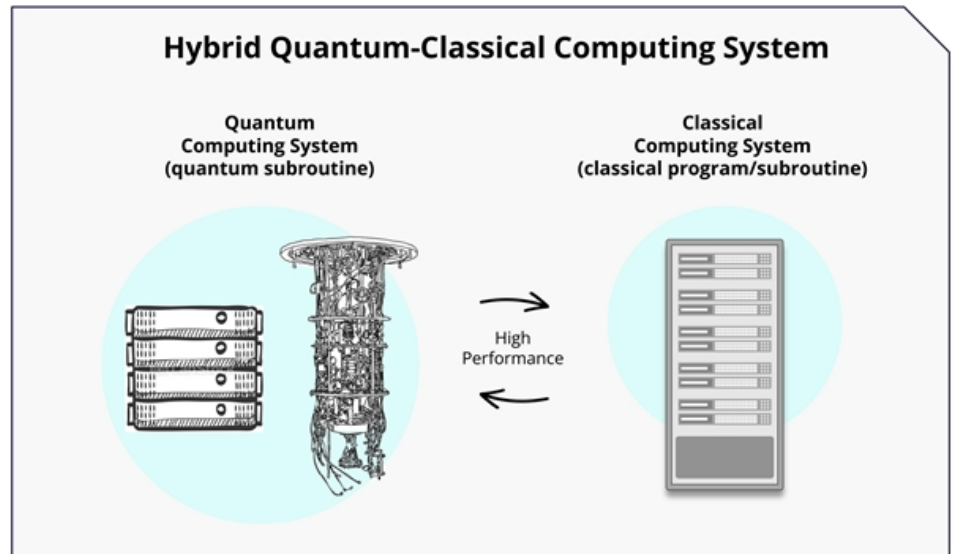 Hybrid Quantum-Classical Computing System
Quantum
Computing System
(quantum subroutine)
Classical
Computing System
(classical program/subroutine)
High
Performance